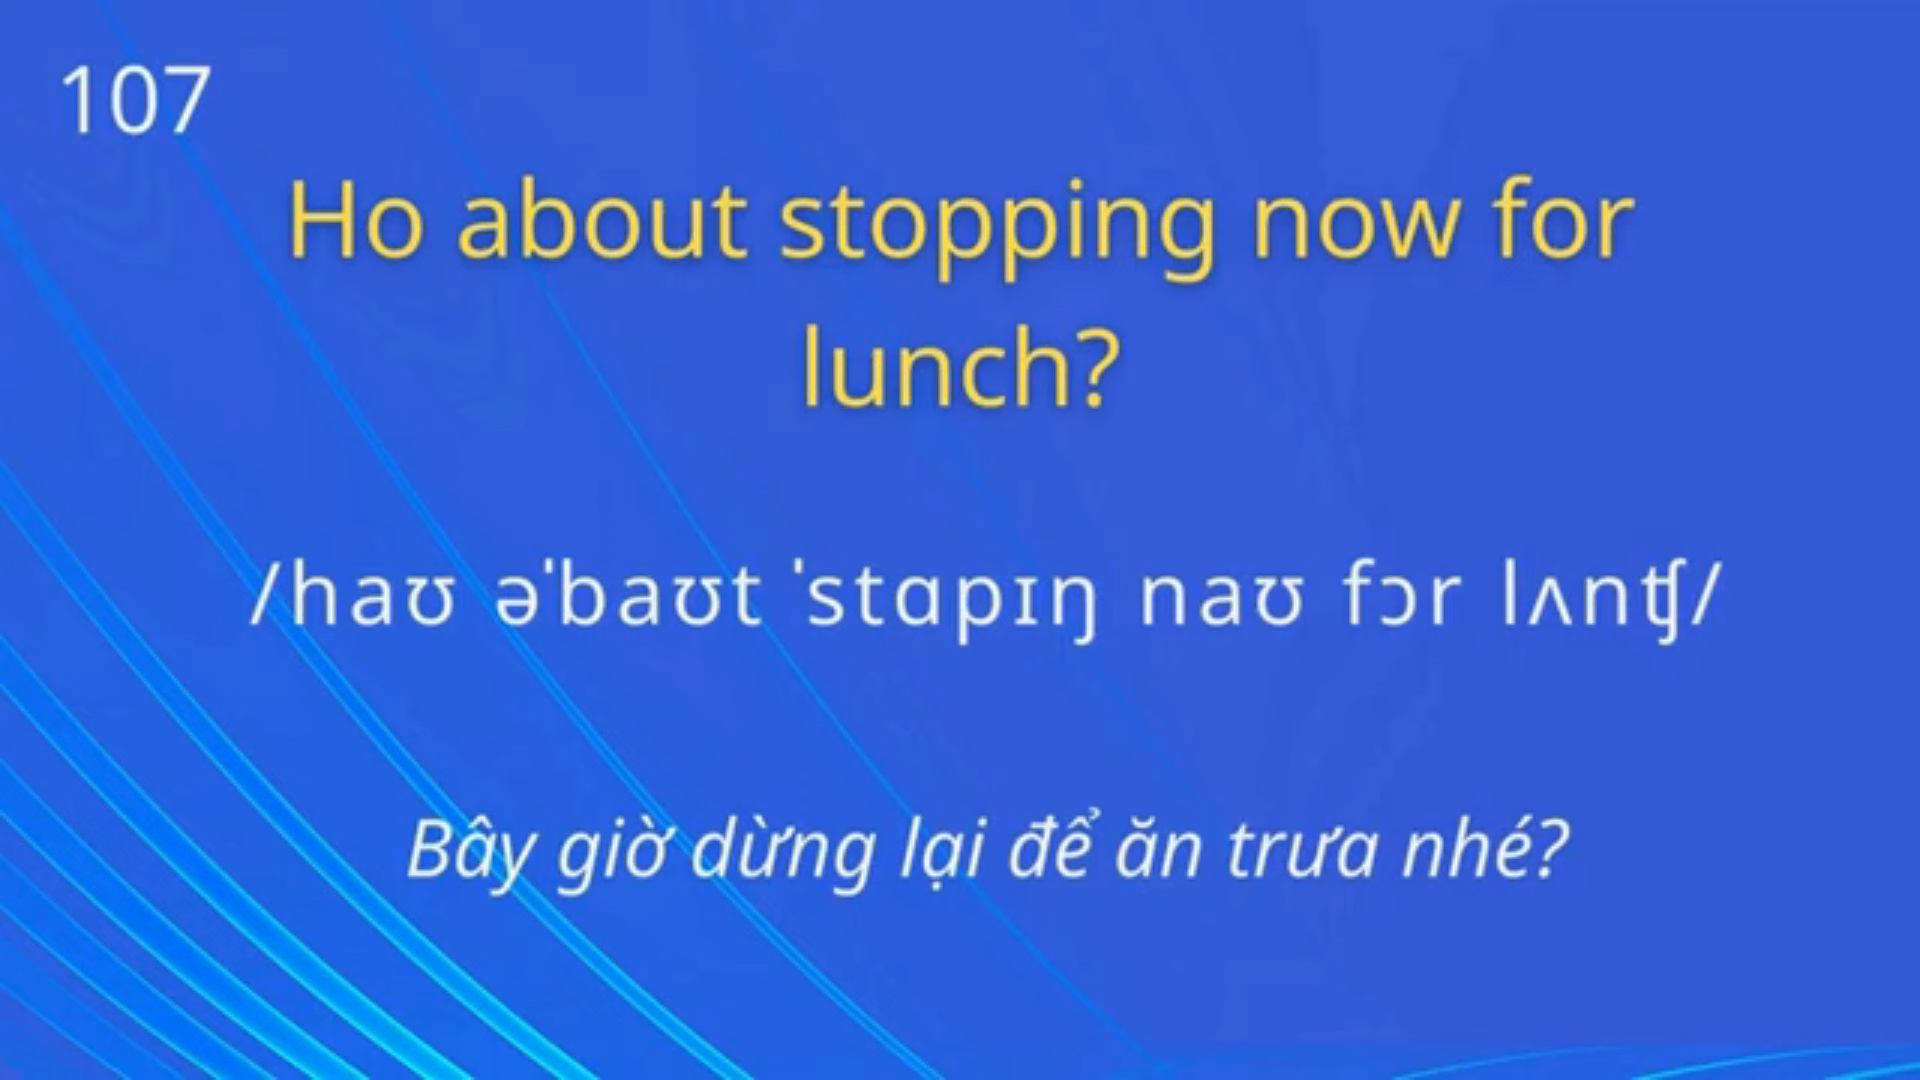 107
Ho about stopping now for
lunch?
/haʊ əˈbaʊt ˈstɑpɪŋ naʊ fɔr lʌnʧ/
Bây giờ dừng lại để ăn trưa nhé?